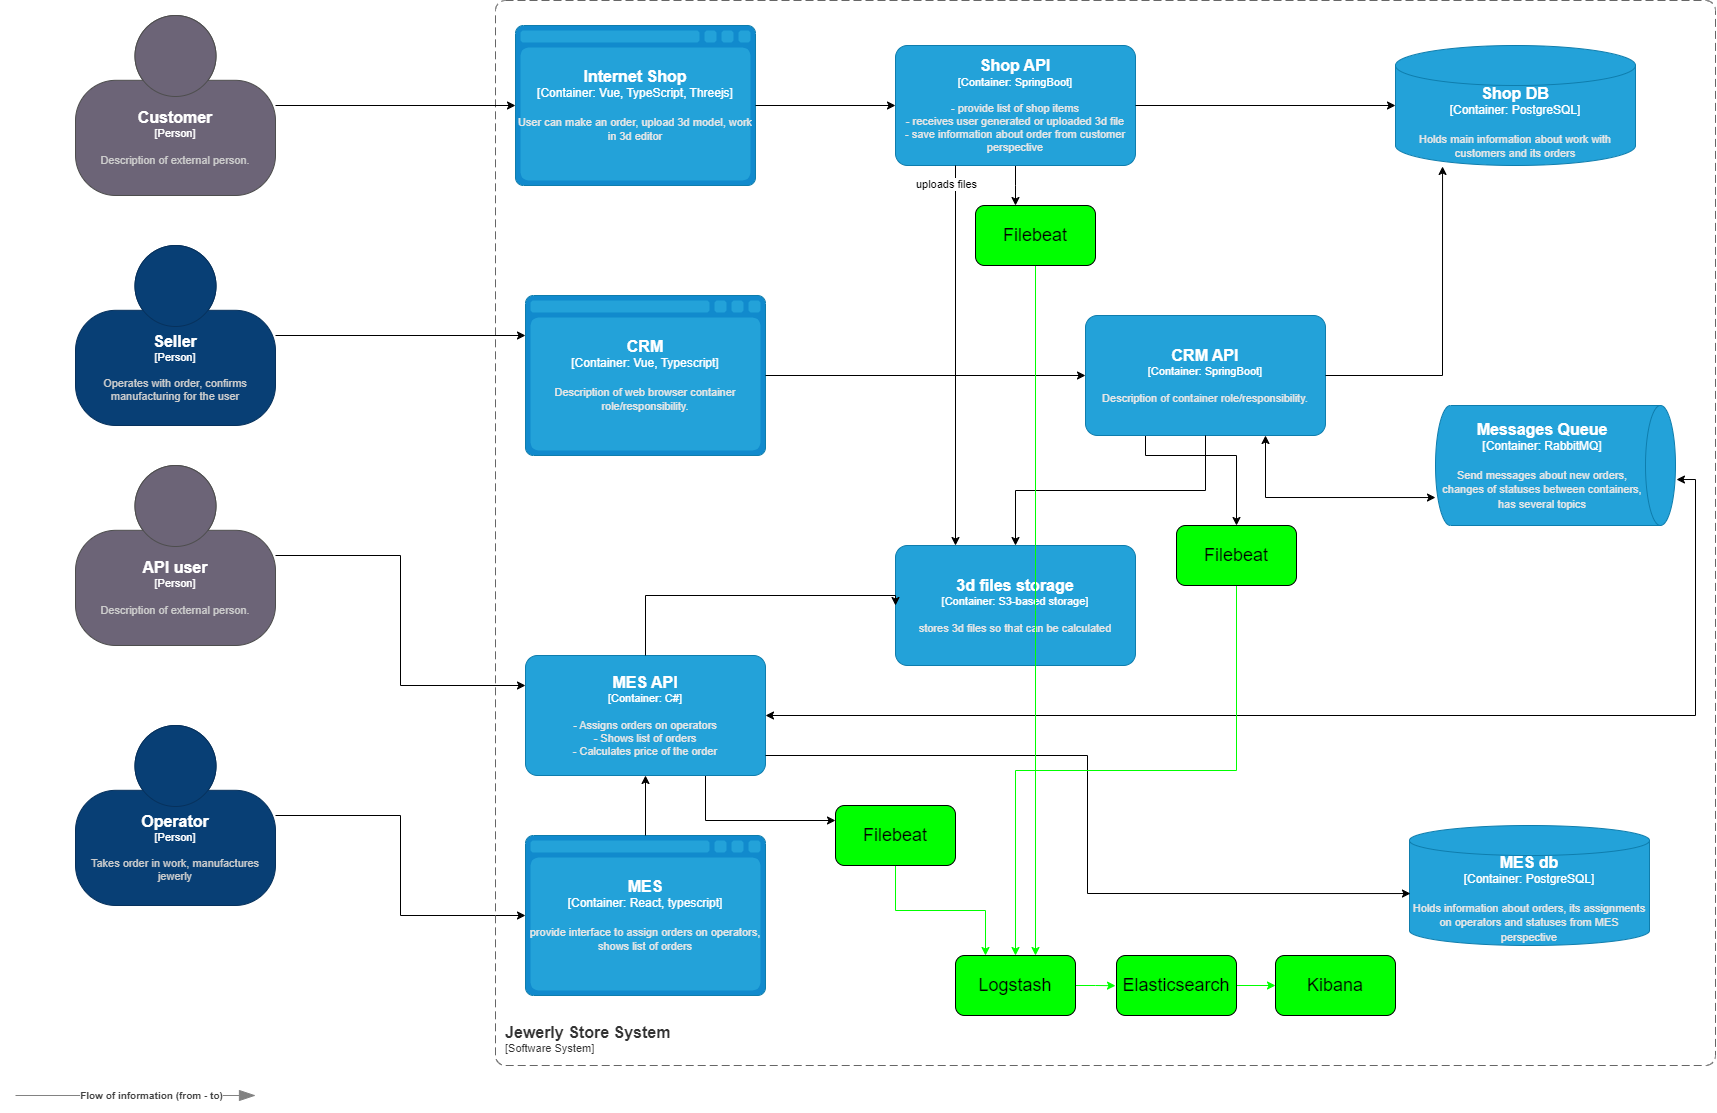 Customer
[Person]
Description of external person.
Internet Shop
[Container: Vue, TypeScript, Threejs]
User can make an order, upload 3d model, work
in 3d editor
Shop API
[Container: SpringBoot]
- provide list of shop items
- receives user generated or uploaded 3d file
- save information about order from customer
perspective
Shop DB
[Container: PostgreSQL]
Holds main information about work with
customers and its orders
uploads files
Filebeat
Seller
[Person]
Operates with order, confirms
manufacturing for the user
CRM
[Container: Vue, Typescript]
Description of web browser container
role/responsibility.
CRM API
[Container: SpringBoot]
Description of container role/responsibility.
Messages Queue
[Container: RabbitMQ]
Send messages about new orders,
changes of statuses between containers,
has several topics
API user
[Person]
Description of external person.
Filebeat
3d files storage
[Container: S3-based storage]
stores 3d files so that can be calculated
MES API
[Container: C#]
- Assigns orders on operators
- Shows list of orders
- Calculates price of the order
Operator
[Person]
Takes order in work, manufactures
jewerly
Filebeat
MES
[Container: React, typescript]
provide interface to assign orders on operators,
shows list of orders
MES db
[Container: PostgreSQL]
Holds information about orders, its assignments
on operators and statuses from MES
perspective
Logstash
Elasticsearch
Kibana
Jewerly Store System
[Software System]
Flow of information (from - to)